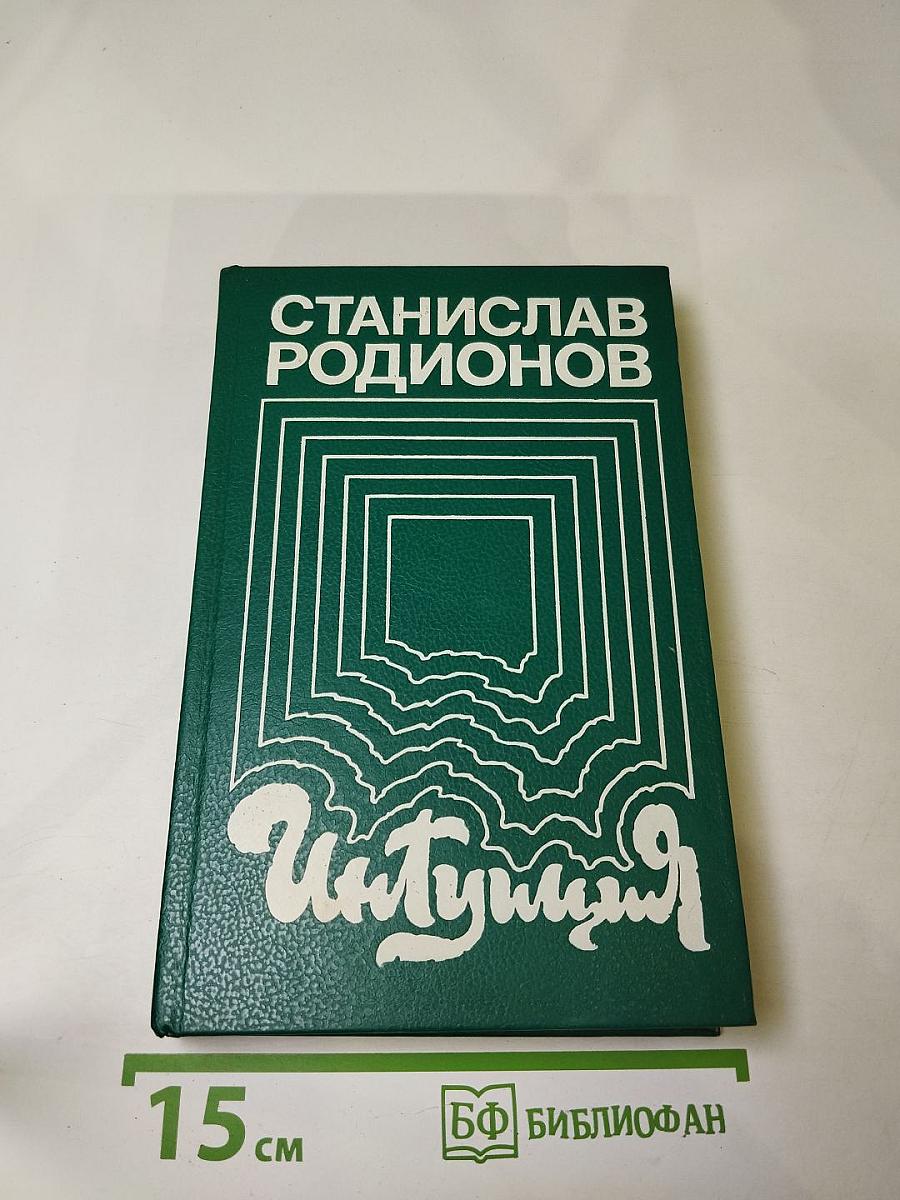 СТАНИСЛАВ
РОДИОНОВ
Интуиция
15 см
БФ БИБЛИОФАН